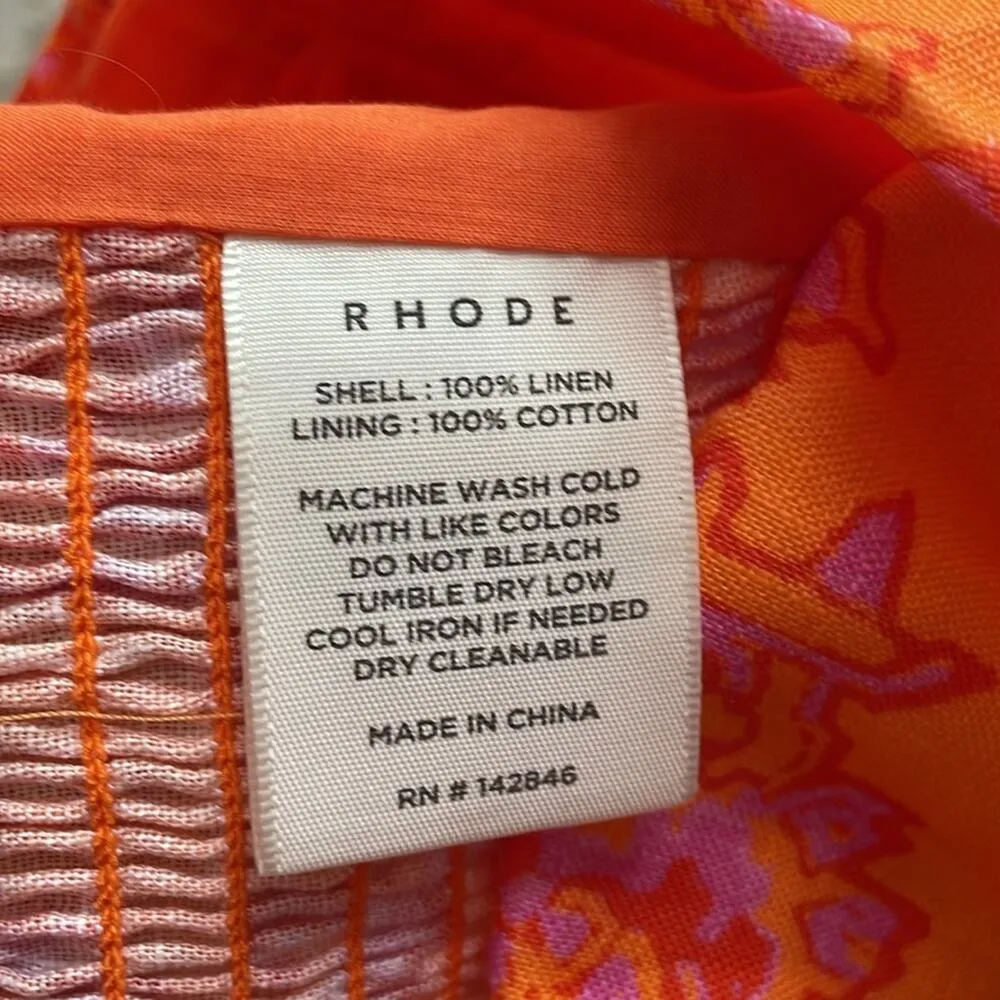 RHODE
SHELL : 100% LINEN
LINING : 100% COTTON
MACHINE WASH COLD
WITH LIKE COLORS
DO NOT BLEACH
TUMBLE DRY LOW
COOL IRON IF NEEDED
DRY CLEANABLE
MADE IN CHINA
RN # 142846